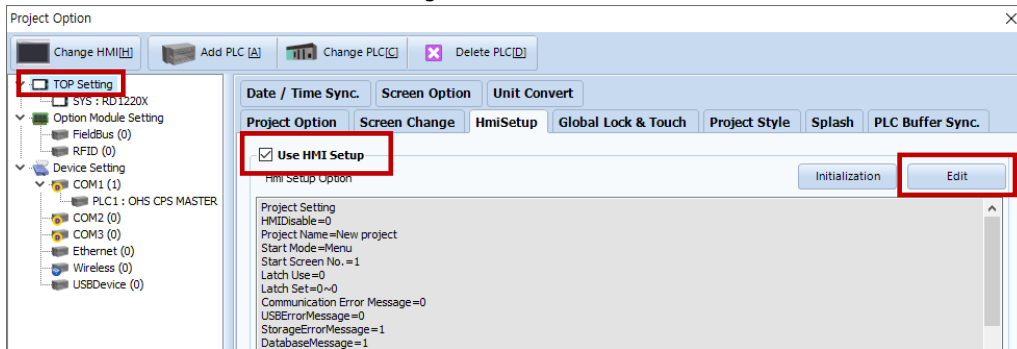 Project Option
Change HMI[H]
Add PLC [A]
Change PLC[C]
Delete PLC[D]
TOP Setting
SYS : RD1220X
Option Module Setting
FieldBus (0)
RFID (0)
Device Setting
COM1 (1)
PLC1 : OHS CPS MASTER
COM2 (0)
COM3 (0)
Ethernet (0)
Wireless (0)
USBDevice (0)
Date / Time Sync.
Screen Option
Unit Convert
Project Option
Screen Change
HmiSetup
Global Lock & Touch
Project Style
Splash
PLC Buffer Sync.
Use HMI Setup
Hmi Setup Option
Initialization
Edit
Project Setting
HMIDisable=0
Project Name=New project
Start Mode=Menu
Start Screen No.=1
Latch Use=0
Latch Set=0~0
Communication Error Message=0
USBErrorMessage=0
StorageErrorMessage=1
DatabaseMessage=1